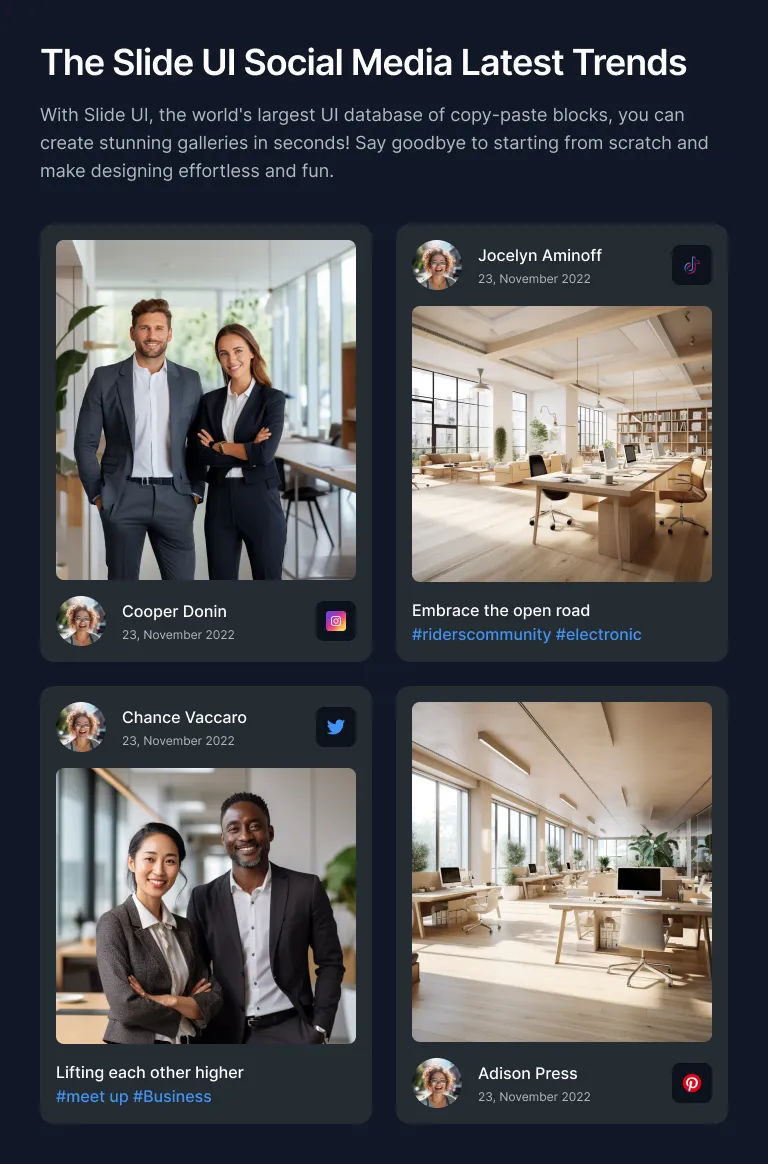 The Slide UI Social Media Latest Trends
With Slide UI, the world's largest UI database of copy-paste blocks, you can
create stunning galleries in seconds! Say goodbye to starting from scratch and
make designing effortless and fun.
Cooper Donin
23, November 2022
Jocelyn Aminoff
23, November 2022
Embrace the open road
#riderscommunity #electronic
Chance Vaccaro
23, November 2022
Lifting each other higher
#meet up #Business
Adison Press
23, November 2022